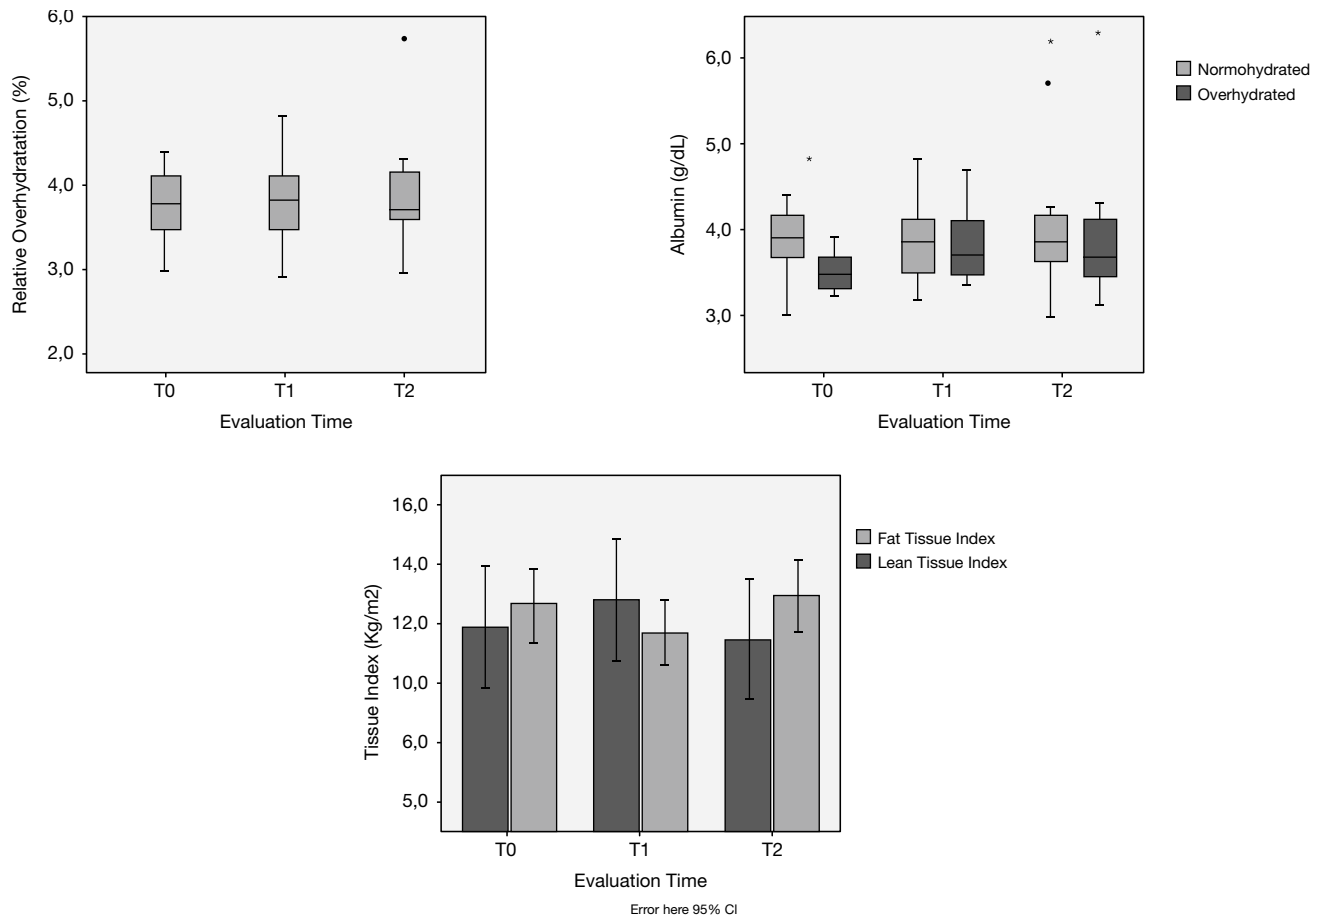 6,0
5,0
4,0
3,0
2,0
Relative Overhydratation (%)
T0 T1 T2
Evaluation Time
6,0
5,0
4,0
3,0
Albumin (g/dL)
T0 T1 T2
Evaluation Time
Normohydrated
Overhydrated
16,0
14,0
12,0
10,0
6,0
5,0
Tissue Index (Kg/m2)
T0 T1 T2
Evaluation Time
Error here 95% CI
Fat Tissue Index
Lean Tissue Index